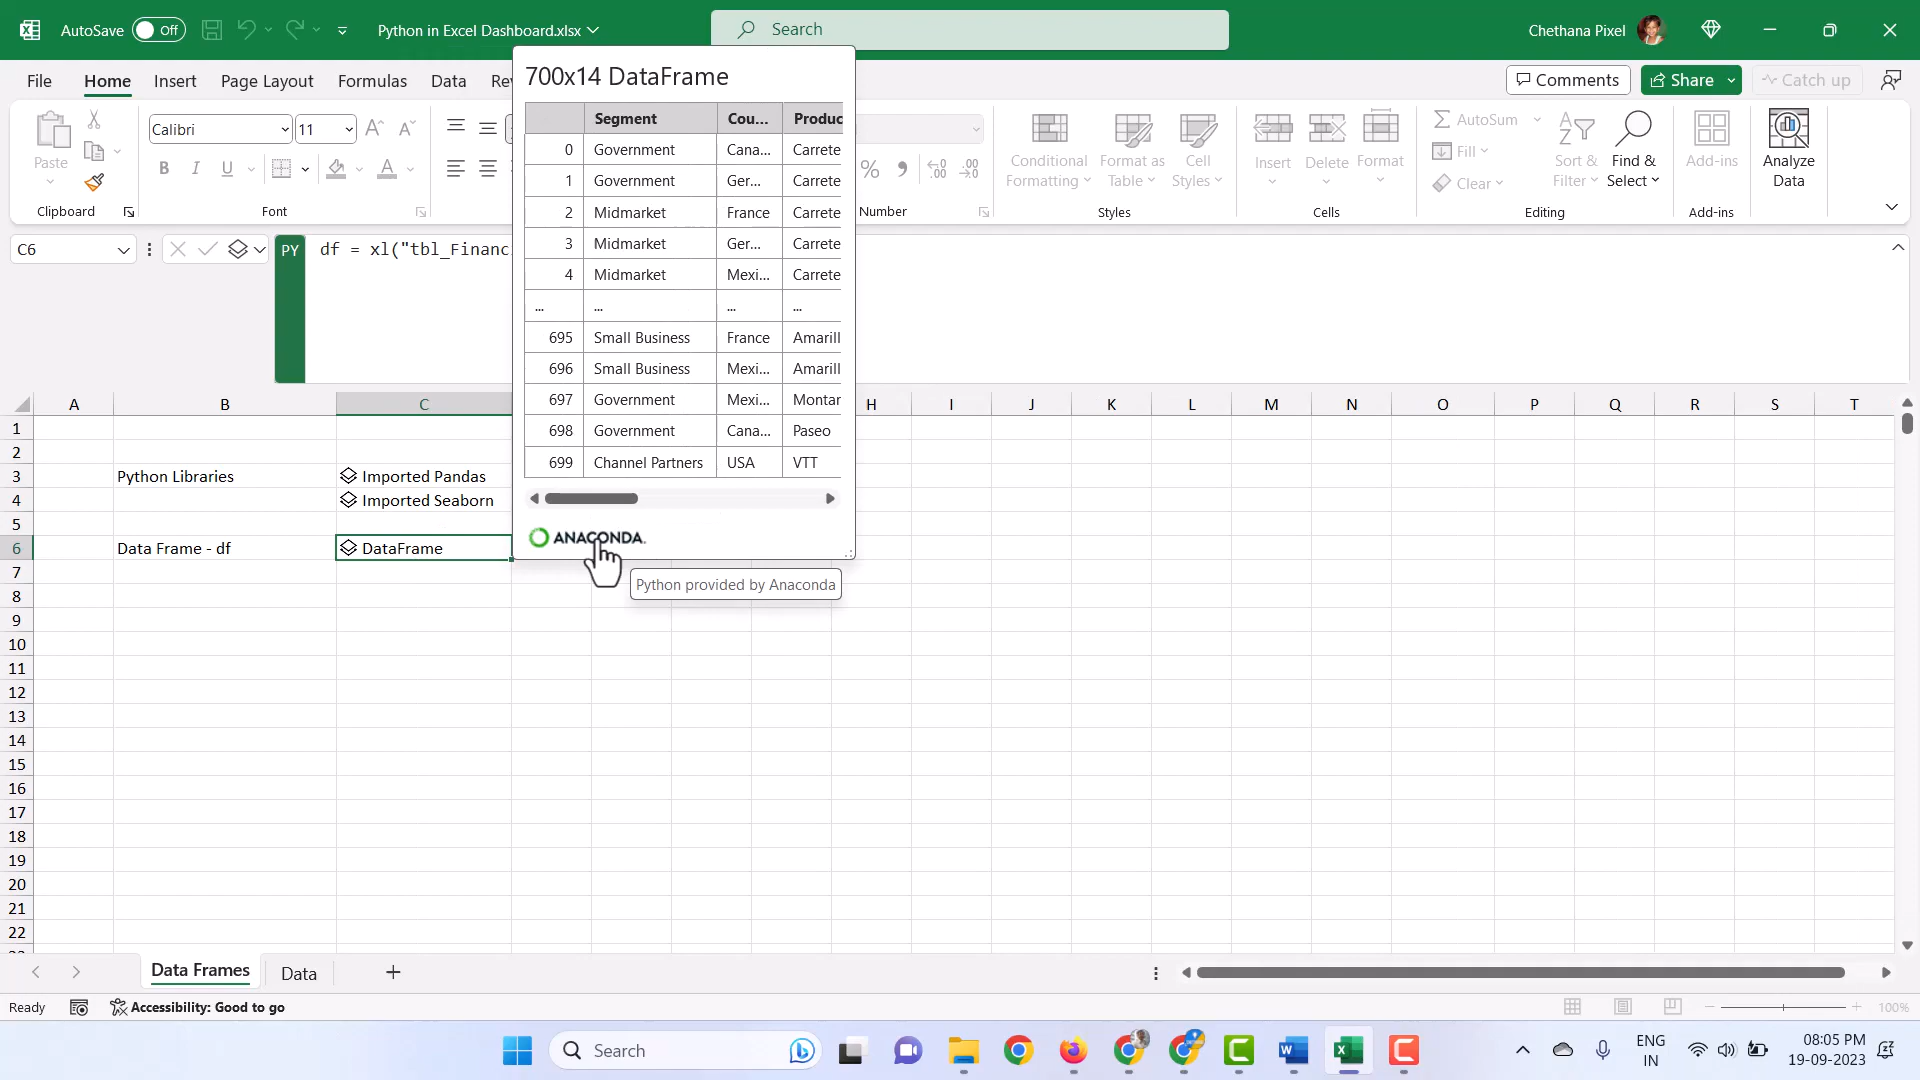 AutoSave Off
Python in Excel Dashboard.xlsx
Search
Chethana Pixel
File Home Insert Page Layout Formulas Data Re
Comments Share Catch up
Paste
Clipboard
Calibri 11
B I U A
Font
% 9
Number
Conditional Formatting
Format as Table
Cell Styles
Styles
Insert Delete Format
Cells
AutoSum
Fill
Clear
Sort & Filter
Find & Select
Editing
Add-ins
Add-ins
Analyze Data
C6
PY df = xl("tbl_Financ
700x14 DataFrame
Segment Cou... Produc
0 Government Cana... Carrete
1 Government Ger... Carrete
2 Midmarket France Carrete
3 Midmarket Ger... Carrete
4 Midmarket Mexi... Carrete
... ... ... ...
695 Small Business France Amarill
696 Small Business Mexi... Amarill
697 Government Mexi... Montar
698 Government Cana... Paseo
699 Channel Partners USA VTT
ANACONDA.
Python provided by Anaconda
A B C H I J K L M N O P Q R S T
1
2
3 Python Libraries Imported Pandas
4 Imported Seaborn
5
6 Data Frame - df DataFrame
7
8
9
10
11
12
13
14
15
16
17
18
19
20
21
22
Data Frames Data
Ready Accessibility: Good to go
100%
Search
ENG
IN
08:05 PM
19-09-2023